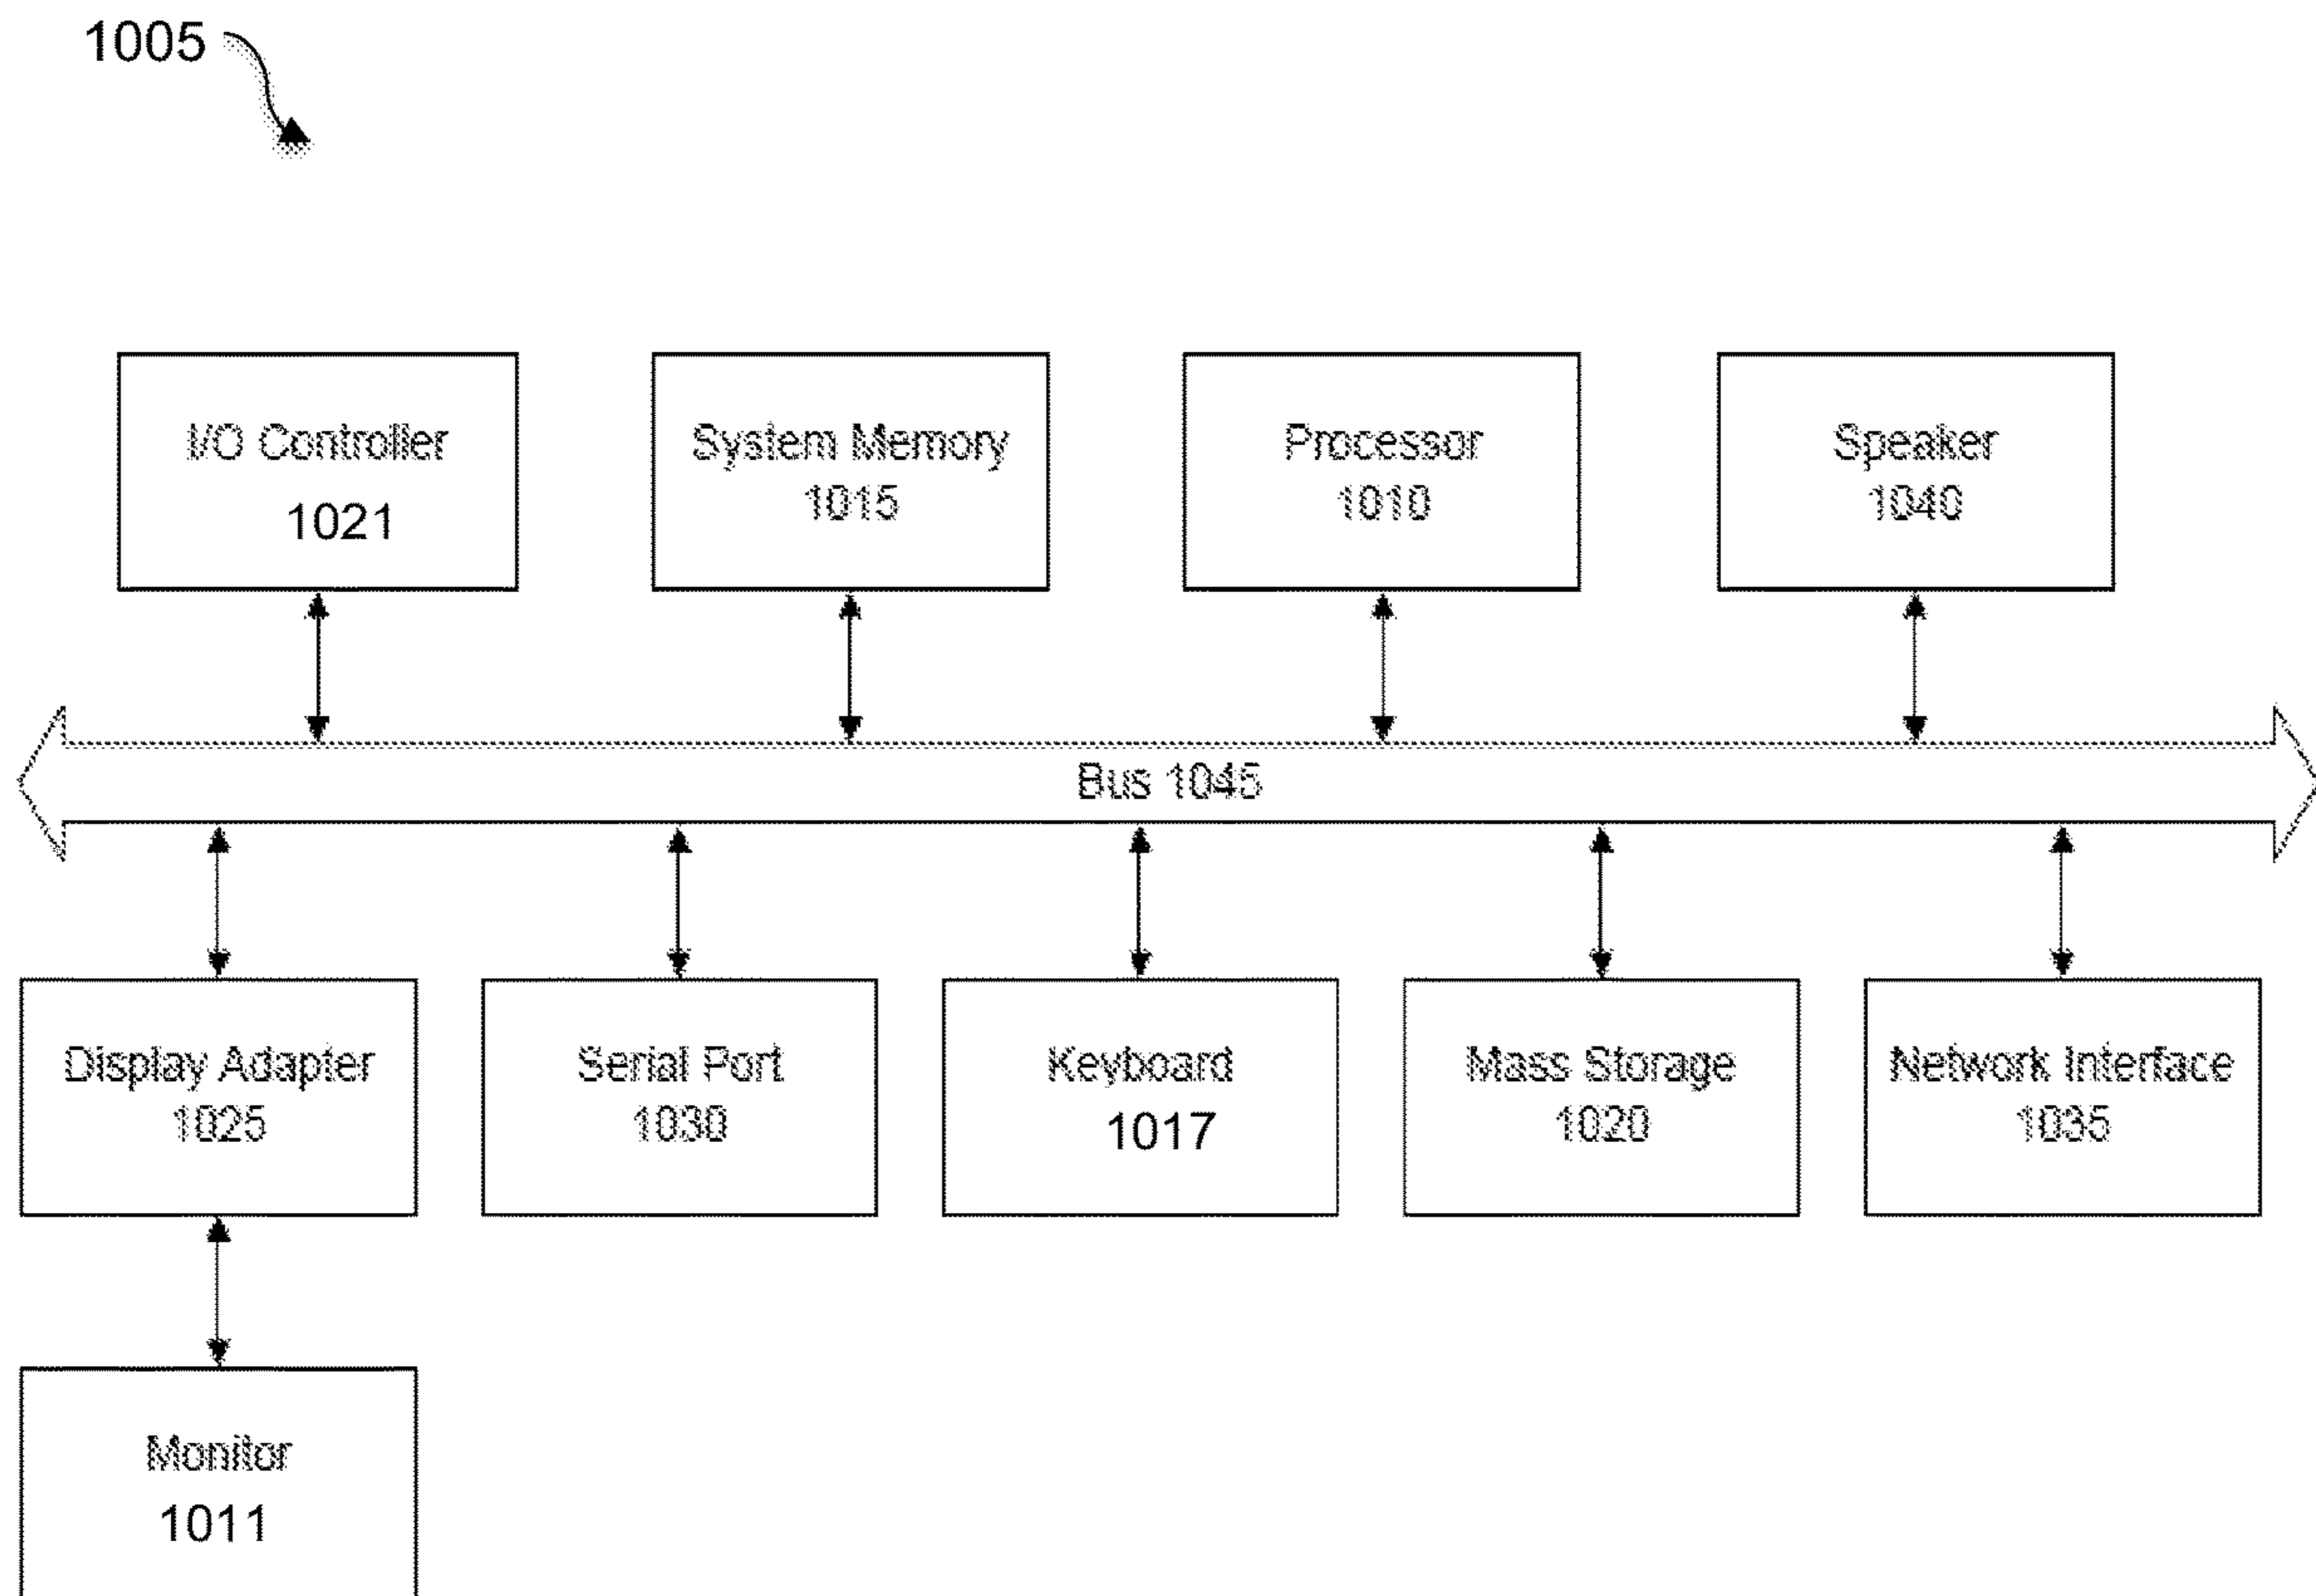 1005
I/O Controller
1021
System Memory
1015
Processor
1010
Speaker
1040
Bus 1045
Display Adapter
1025
Serial Port
1030
Keyboard
1017
Mass Storage
1020
Network Interface
1035
Monitor
1011